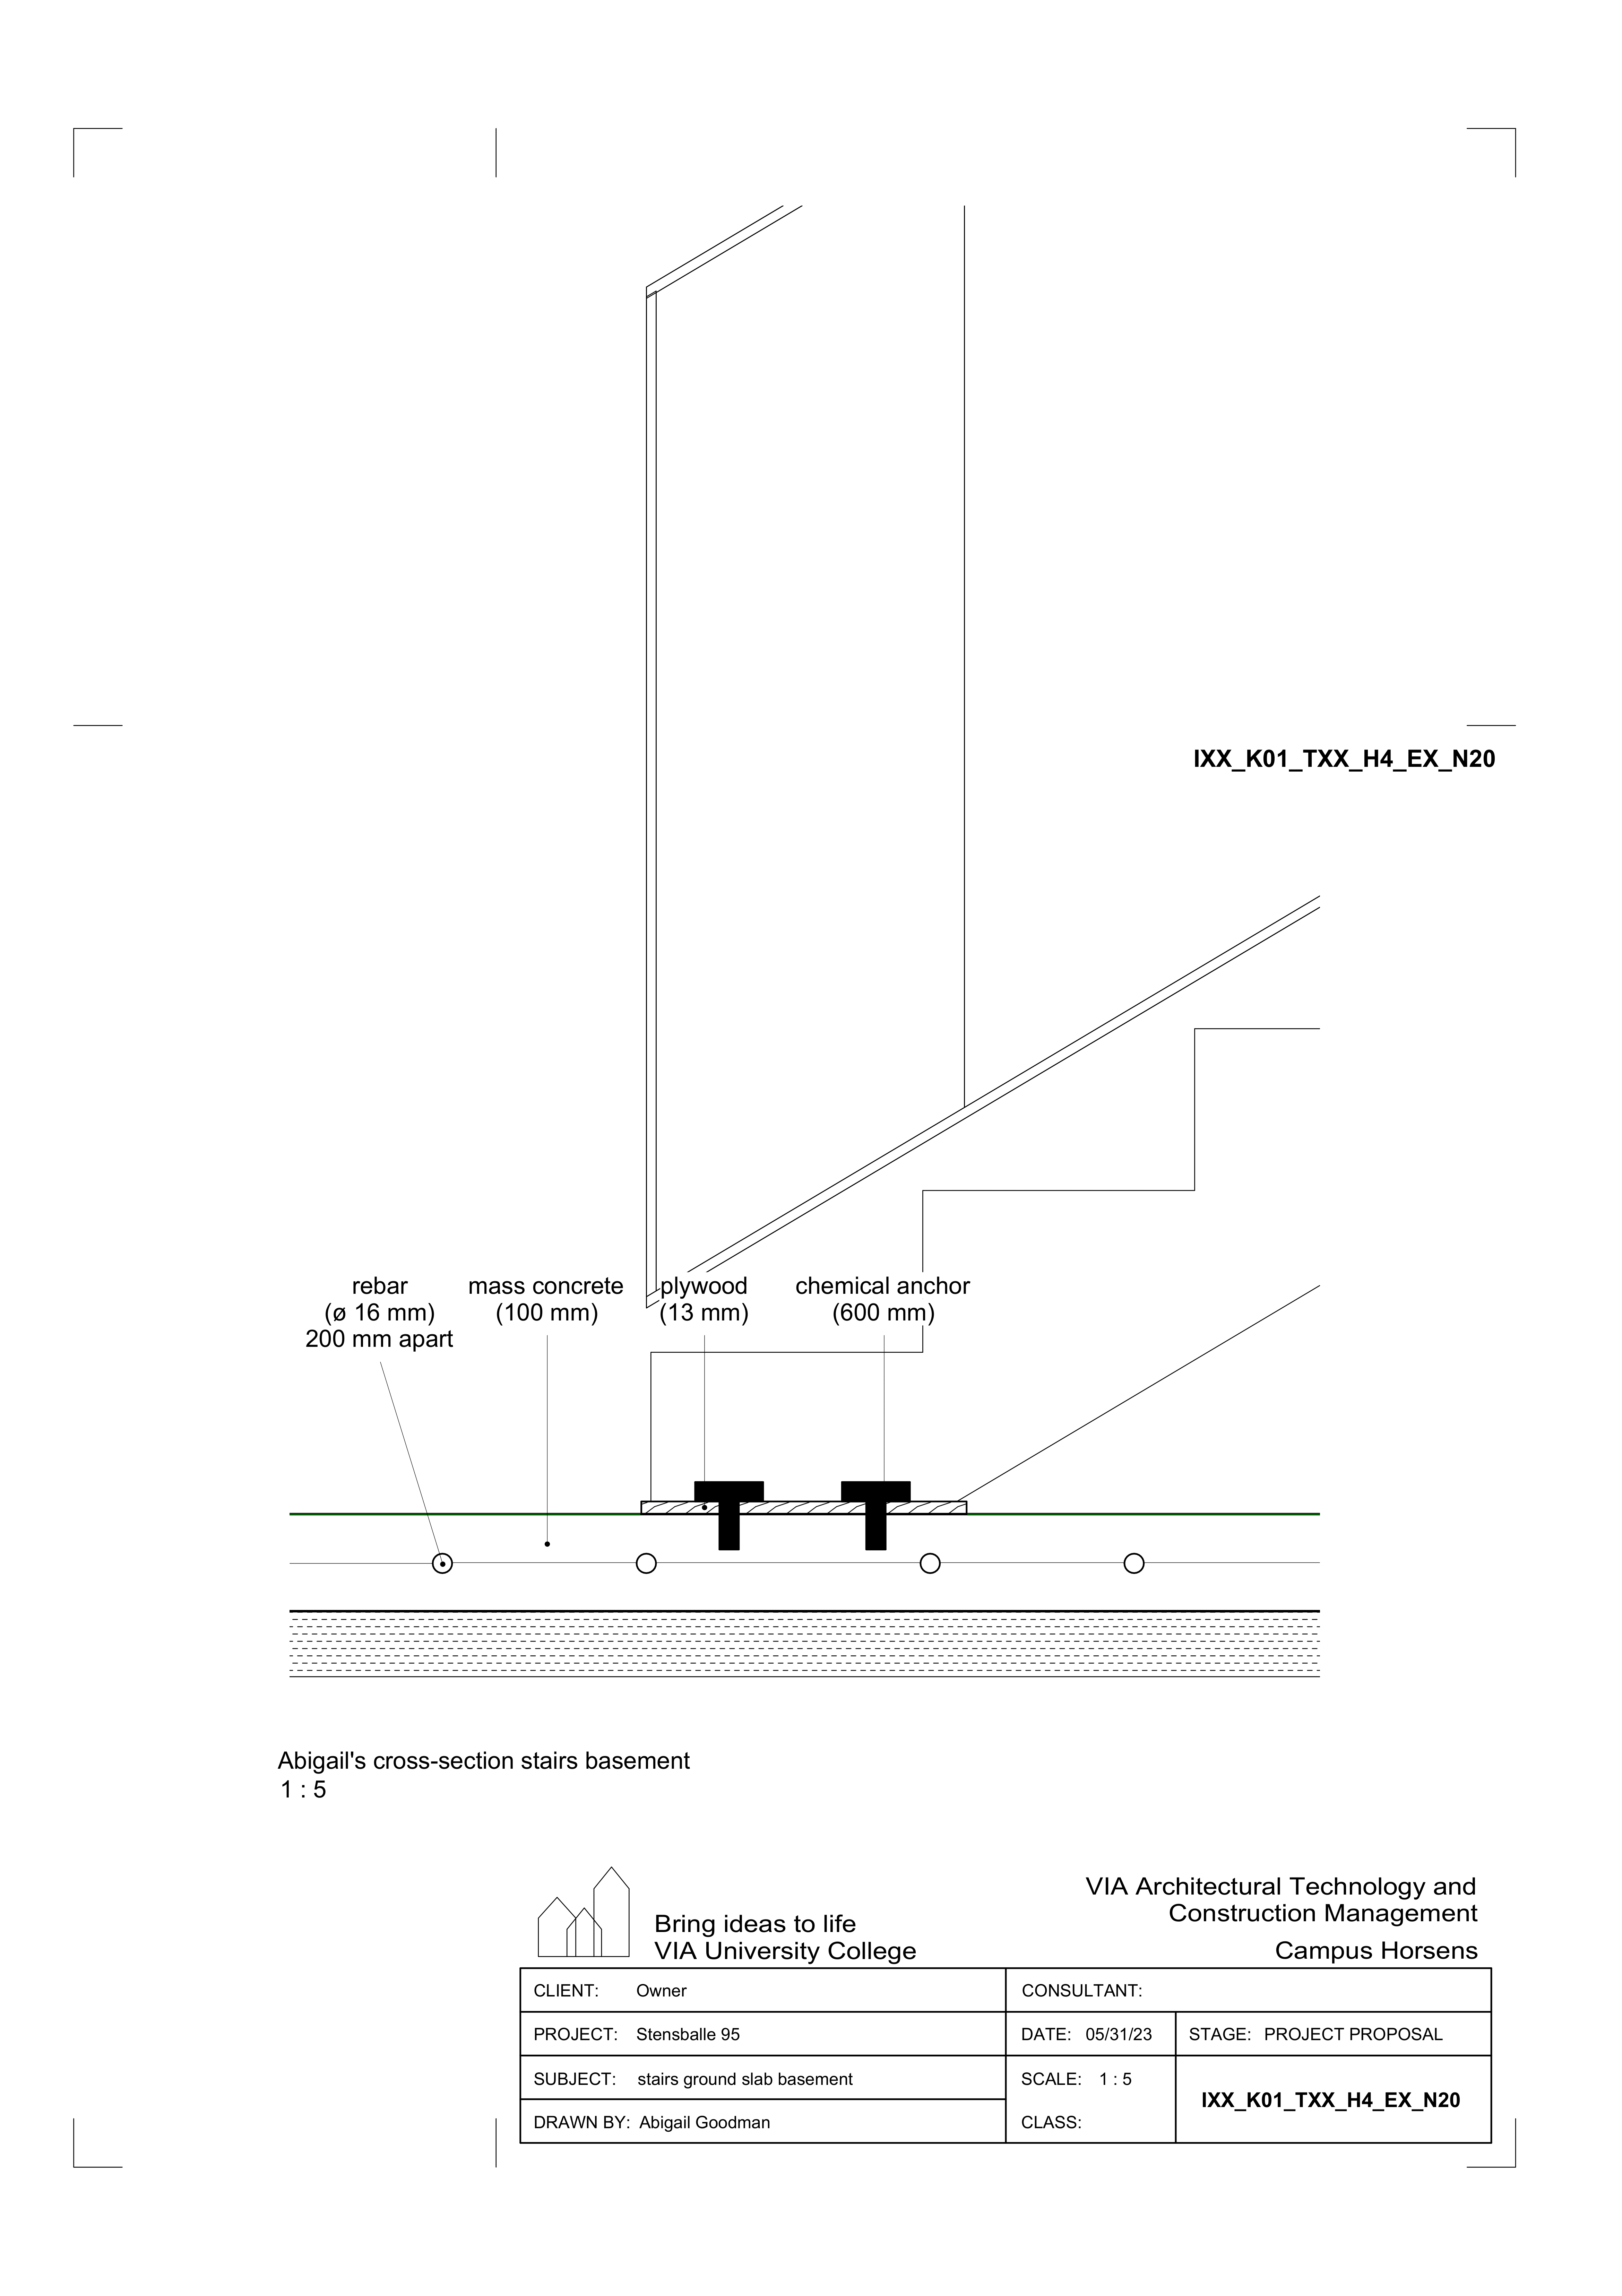 IXX_K01_TXX_H4_EX_N20
rebar
(ø 16 mm)
200 mm apart
mass concrete
(100 mm)
plywood
(13 mm)
chemical anchor
(600 mm)
Abigail's cross-section stairs basement
1 : 5
Bring ideas to life
VIA University College
VIA Architectural Technology and
Construction Management
Campus Horsens
CLIENT: Owner
CONSULTANT:
PROJECT: Stensballe 95
DATE: 05/31/23
STAGE: PROJECT PROPOSAL
SUBJECT: stairs ground slab basement
SCALE: 1 : 5
IXX_K01_TXX_H4_EX_N20
DRAWN BY: Abigail Goodman
CLASS: